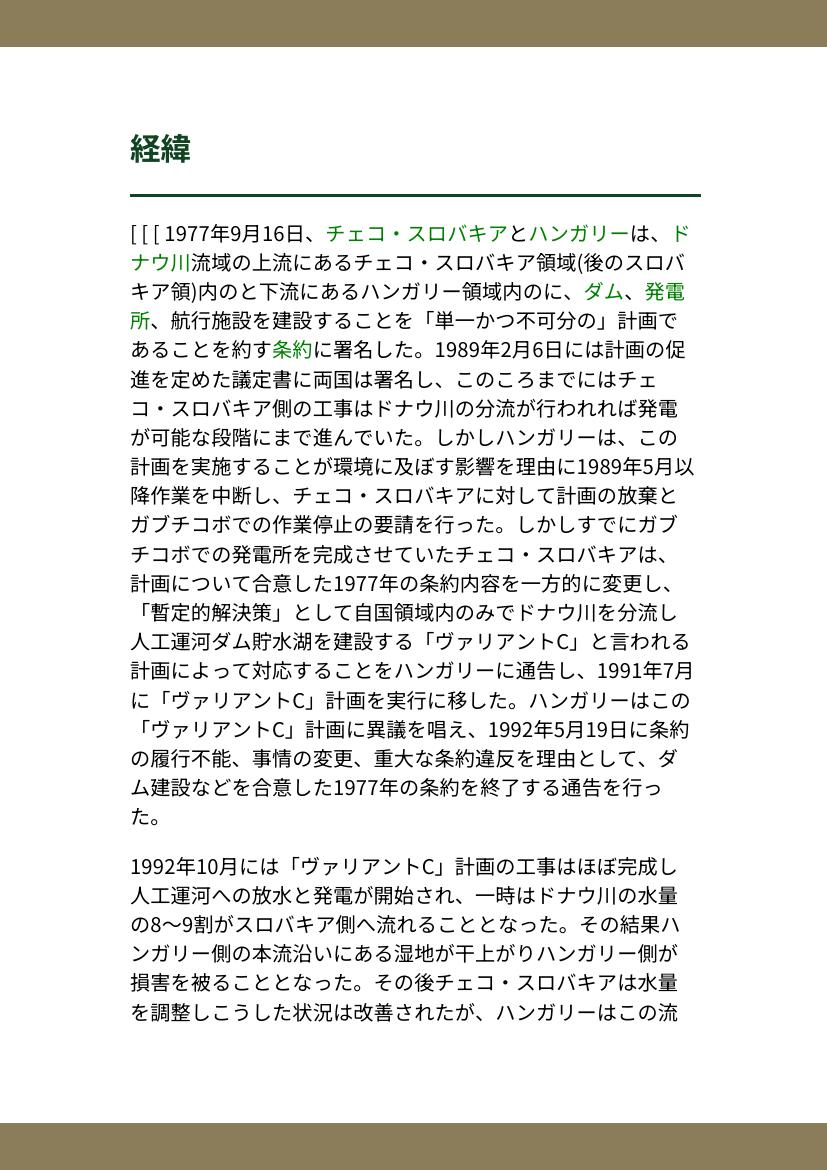 経緯
[ [ [ 1977年9月16日、チェコ・スロバキアとハンガリーは、ド
ナウ川流域の上流にあるチェコ・スロバキア領域(後のスロバ
キア領)内のと下流にあるハンガリー領域内のに、ダム、発電
所、航行施設を建設することを「単一かつ不可分の」計画で
あることを約す条約に署名した。1989年2月6日には計画の促
進を定めた議定書に両国は署名し、このころまでにはチェ
コ・スロバキア側の工事はドナウ川の分流が行われれば発電
が可能な段階にまで進んでいた。しかしハンガリーは、この
計画を実施することが環境に及ぼす影響を理由に1989年5月以
降作業を中断し、チェコ・スロバキアに対して計画の放棄と
ガブチコボでの作業停止の要請を行った。しかしすでにガブ
チコボでの発電所を完成させていたチェコ・スロバキアは、
計画について合意した1977年の条約内容を一方的に変更し、
「暫定的解決策」として自国領域内のみでドナウ川を分流し
人工運河ダム貯水湖を建設する「ヴァリアントC」と言われる
計画によって対応することをハンガリーに通告し、1991年7月
に「ヴァリアントC」計画を実行に移した。ハンガリーはこの
「ヴァリアントC」計画に異議を唱え、1992年5月19日に条約
の履行不能、事情の変更、重大な条約違反を理由として、ダ
ム建設などを合意した1977年の条約を終了する通告を行っ
た。
1992年10月には「ヴァリアントC」計画の工事はほぼ完成し
人工運河への放水と発電が開始され、一時はドナウ川の水量
の8〜9割がスロバキア側へ流れることとなった。その結果ハ
ンガリー側の本流沿いにある湿地が干上がりハンガリー側が
損害を被ることとなった。その後チェコ・スロバキアは水量
を調整しこうした状況は改善されたが、ハンガリーはこの流